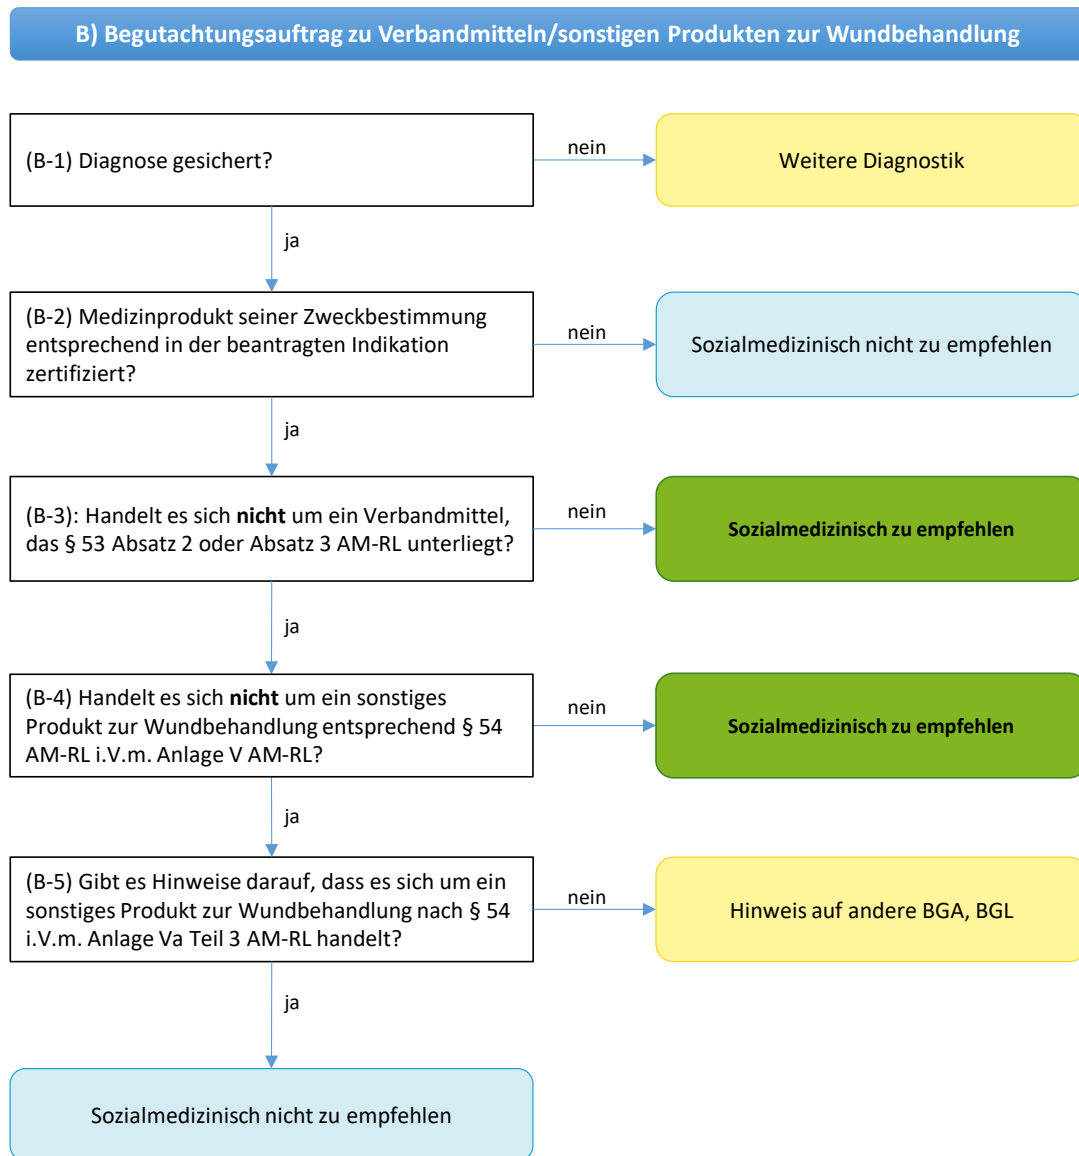 B) Begutachtungsauftrag zu Verbandmitteln/sonstigen Produkten zur Wundbehandlung
(B-1) Diagnose gesichert?
nein
Weitere Diagnostik
ja
(B-2) Medizinprodukt seiner Zweckbestimmung
entsprechend in der beantragten Indikation
zertifiziert?
nein
Sozialmedizinisch nicht zu empfehlen
ja
(B-3): Handelt es sich nicht um ein Verbandmittel,
das § 53 Absatz 2 oder Absatz 3 AM-RL unterliegt?
nein
Sozialmedizinisch zu empfehlen
ja
(B-4) Handelt es sich nicht um ein sonstiges
Produkt zur Wundbehandlung entsprechend § 54
AM-RL i.V.m. Anlage V AM-RL?
nein
Sozialmedizinisch zu empfehlen
ja
(B-5) Gibt es Hinweise darauf, dass es sich um ein
sonstiges Produkt zur Wundbehandlung nach § 54
i.V.m. Anlage Va Teil 3 AM-RL handelt?
nein
Hinweis auf andere BGA, BGL
ja
Sozialmedizinisch nicht zu empfehlen